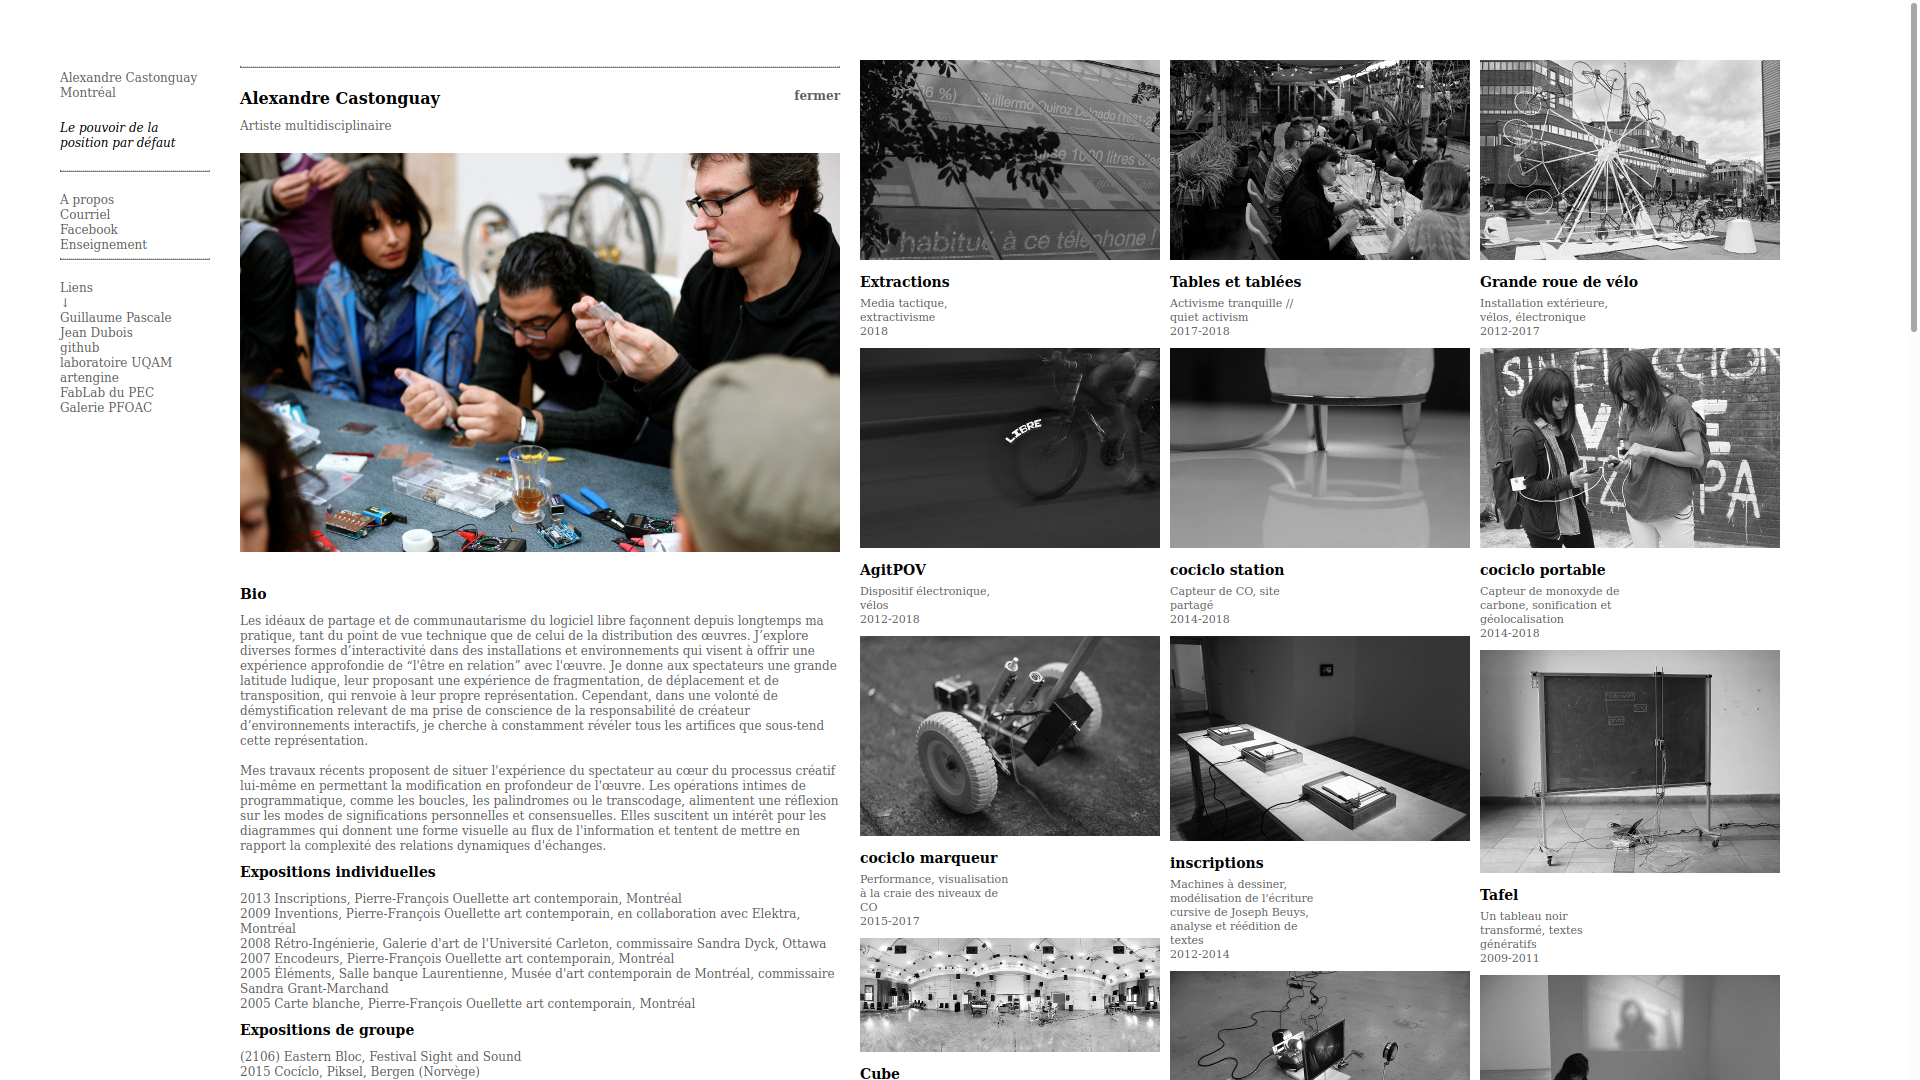 Alexandre Castonguay
Montréal
Le pouvoir de la
position par défaut
A propos
Courriel
Facebook
Enseignement
Liens
↓
Guillaume Pascale
Jean Dubois
github
laboratoire UQAM
artengine
FabLab du PEC
Galerie PFOAC
Alexandre Castonguay
fermer
Artiste multidisciplinaire
Bio
Les idéaux de partage et de communautarisme du logiciel libre façonnent depuis longtemps ma
pratique, tant du point de vue technique que de celui de la distribution des œuvres. J’explore
diverses formes d’interactivité dans des installations et environnements qui visent à offrir une
expérience approfondie de “l'être en relation” avec l'œuvre. Je donne aux spectateurs une grande
latitude ludique, leur proposant une expérience de fragmentation, de déplacement et de
transposition, qui renvoie à leur propre représentation. Cependant, dans une volonté de
démystification relevant de ma prise de conscience de la responsabilité de créateur
d’environnements interactifs, je cherche à constamment révéler tous les artifices que sous-tend
cette représentation.
Mes travaux récents proposent de situer l'expérience du spectateur au cœur du processus créatif
lui-même en permettant la modification en profondeur de l'œuvre. Les opérations intimes de
programmatique, comme les boucles, les palindromes ou le transcodage, alimentent une réflexion
sur les modes de significations personnelles et consensuelles. Elles suscitent un intérêt pour les
diagrammes qui donnent une forme visuelle au flux de l'information et tentent de mettre en
rapport la complexité des relations dynamiques d'échanges.
Expositions individuelles
2013 Inscriptions, Pierre-François Ouellette art contemporain, Montréal
2009 Inventions, Pierre-François Ouellette art contemporain, en collaboration avec Elektra,
Montréal
2008 Rétro-Ingénierie, Galerie d'art de l'Université Carleton, commissaire Sandra Dyck, Ottawa
2007 Encodeurs, Pierre-François Ouellette art contemporain, Montréal
2005 Éléments, Salle banque Laurentienne, Musée d'art contemporain de Montréal, commissaire
Sandra Grant-Marchand
2005 Carte blanche, Pierre-François Ouellette art contemporain, Montréal
Expositions de groupe
(2106) Eastern Bloc, Festival Sight and Sound
2015 Cocíclo, Piksel, Bergen (Norvège)
06 %)
Guillermo Quiroz Delgado (1981-20
1000 litres d'
habitué à ce téléphone !
Extractions
Media tactique,
extractivisme
2018
Tables et tablées
Activisme tranquille //
quiet activism
2017-2018
Grande roue de vélo
Installation extérieure,
vélos, électronique
2012-2017
LIBRE
AgitPOV
Dispositif électronique,
vélos
2012-2018
cociclo station
Capteur de CO, site
partagé
2014-2018
cociclo portable
Capteur de monoxyde de
carbone, sonification et
géolocalisation
2014-2018
cociclo marqueur
Performance, visualisation
à la craie des niveaux de
CO
2015-2017
inscriptions
Machines à dessiner,
modélisation de l'écriture
cursive de Joseph Beuys,
analyse et réédition de
textes
2012-2014
Tafel
Un tableau noir
transformé, textes
génératifs
2009-2011
Cube